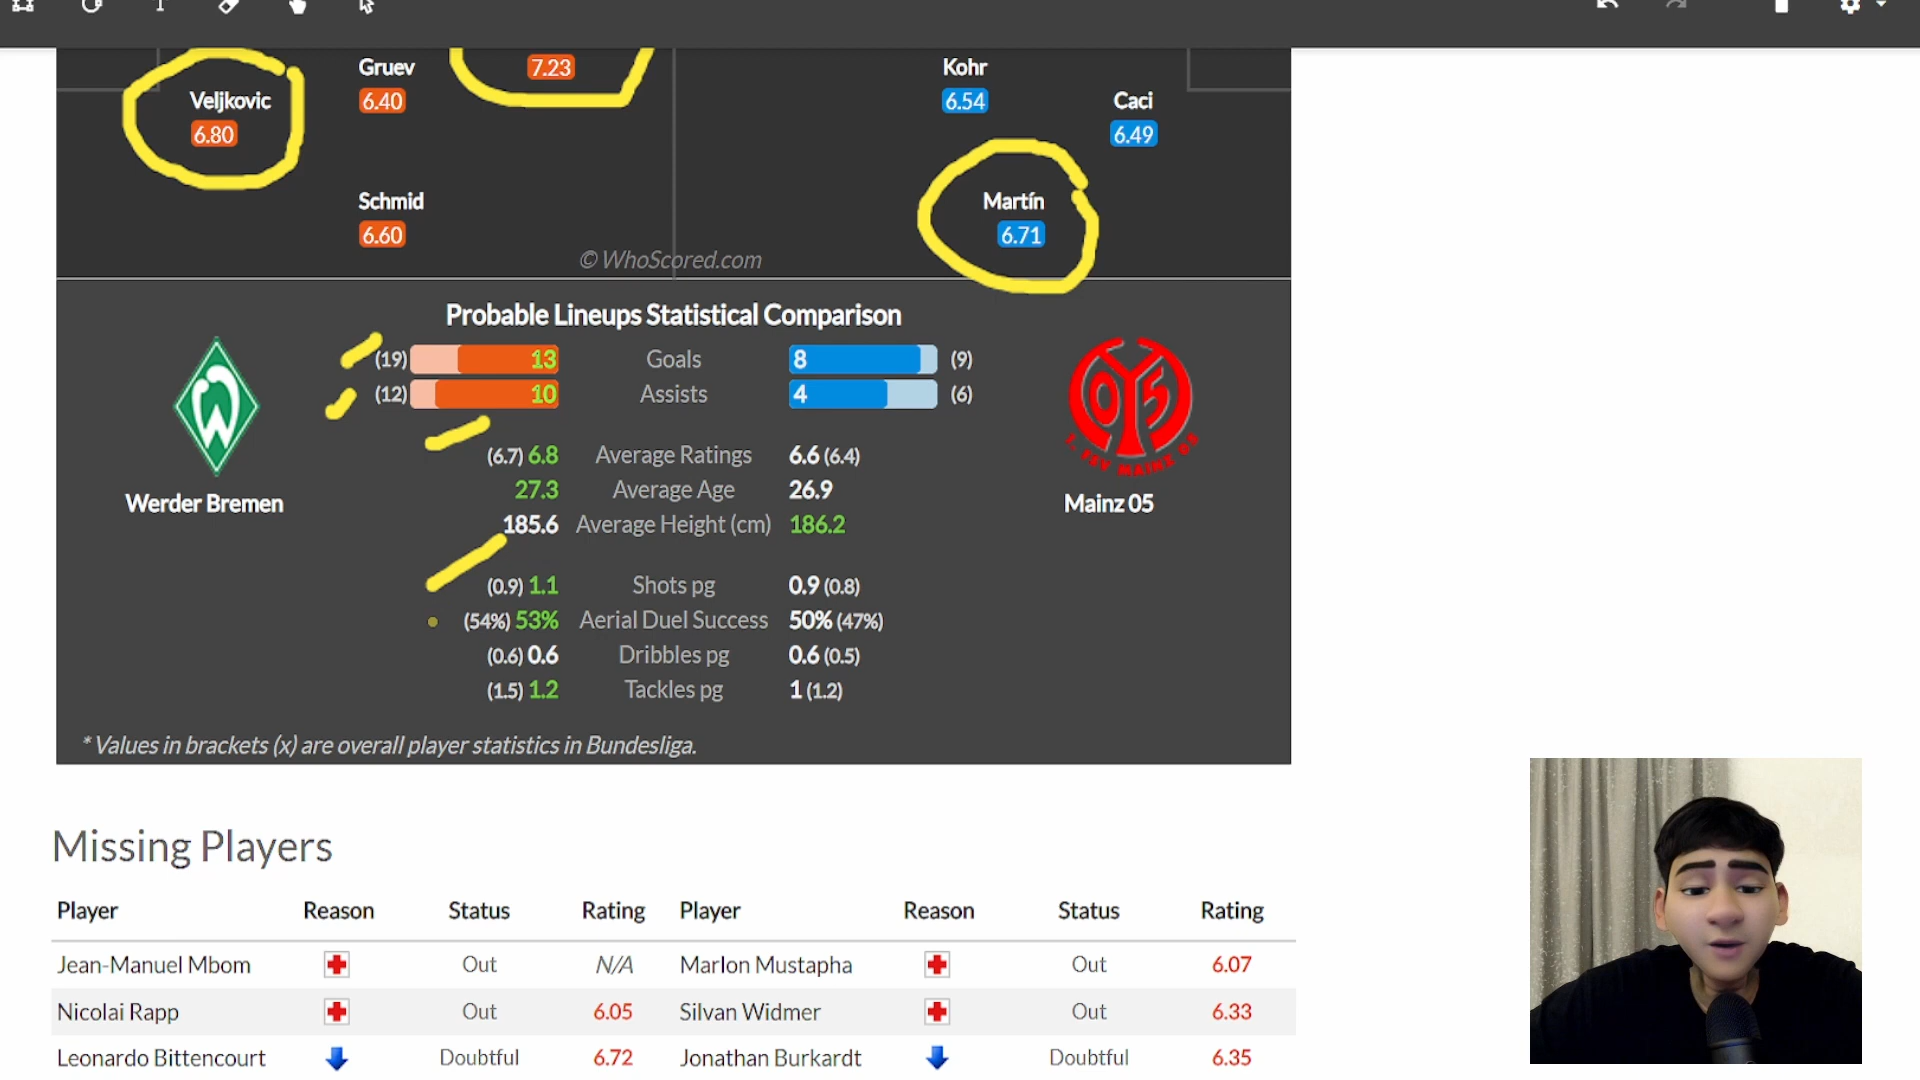 Gruev
7.23
Kohr
Veljkovic
6.40
6.54
Caci
6.80
6.49
Schmid
Martín
6.60
6.71
© WhoScored.com
Probable Lineups Statistical Comparison
(19) 13 Goals 8 (9)
(12) 10 Assists 4 (6)
(6.7) 6.8 Average Ratings 6.6 (6.4)
27.3 Average Age 26.9
185.6 Average Height (cm) 186.2
Werder Bremen
1. FSV MAINZ 05
Mainz 05
(0.9) 1.1 Shots pg 0.9 (0.8)
(54%) 53% Aerial Duel Success 50% (47%)
(0.6) 0.6 Dribbles pg 0.6 (0.5)
(1.5) 1.2 Tackles pg 1 (1.2)
* Values in brackets (x) are overall player statistics in Bundesliga.
Missing Players
Player Reason Status Rating Player Reason Status Rating
Jean-Manuel Mbom Out N/A Marlon Mustapha Out 6.07
Nicolai Rapp Out 6.05 Silvan Widmer Out 6.33
Leonardo Bittencourt Doubtful 6.72 Jonathan Burkardt Doubtful 6.35